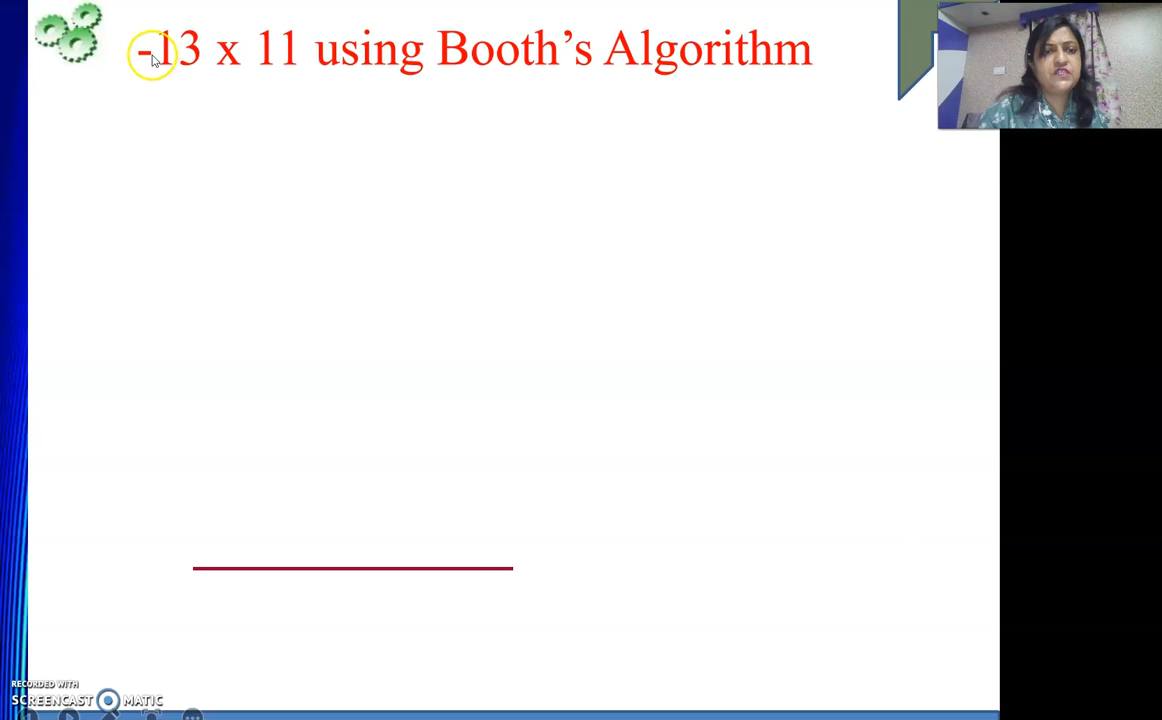 -13 x 11 using Booth’s Algorithm
RECORDED WITH
SCREENCAST MATIC